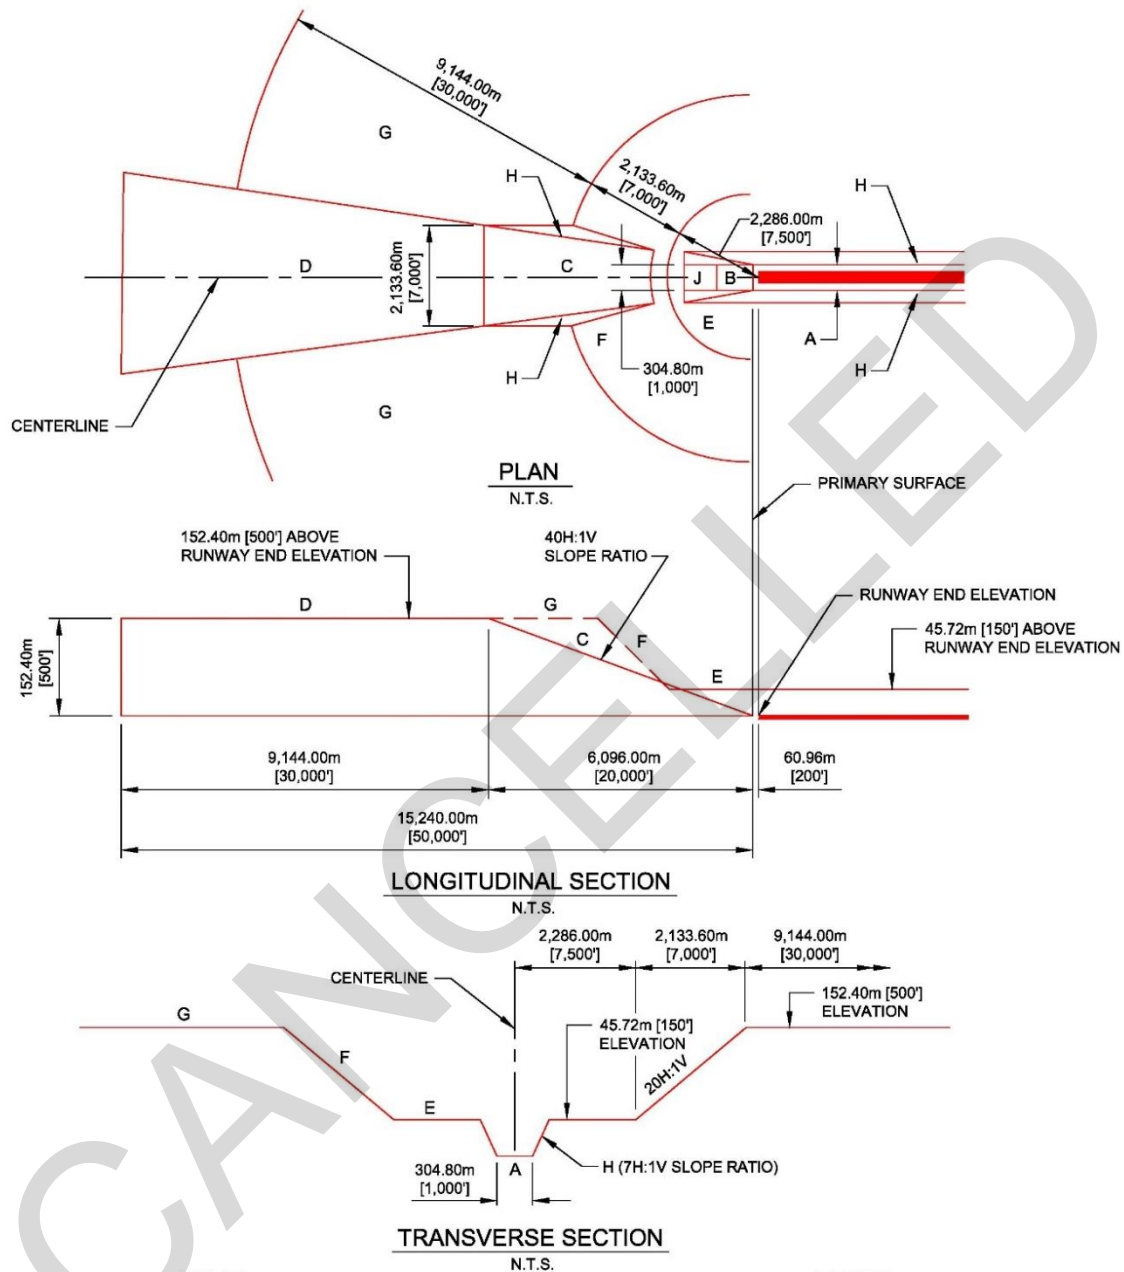 9,144.00m
[30,000']
G
H
2,133.60m
[7,000']
H
2,286.00m
[7,500']
D
2,133.60m
[7,000']
C
J
B
E
F
A
H
304.80m
[1,000']
H
G
CENTERLINE
PLAN
N.T.S.
PRIMARY SURFACE
152.40m [500'] ABOVE
RUNWAY END ELEVATION
40H:1V
SLOPE RATIO
RUNWAY END ELEVATION
D
G
C
F
E
45.72m [150'] ABOVE
RUNWAY END ELEVATION
152.40m
[500']
9,144.00m
[30,000']
6,096.00m
[20,000']
60.96m
[200']
15,240.00m
[50,000']
LONGITUDINAL SECTION
N.T.S.
2,286.00m
[7,500']
2,133.60m
[7,000']
9,144.00m
[30,000']
CENTERLINE
152.40m [500']
ELEVATION
G
45.72m [150']
ELEVATION
F
20H:1V
E
A
H (7H:1V SLOPE RATIO)
304.80m
[1,000']
TRANSVERSE SECTION
N.T.S.
CANCELLED